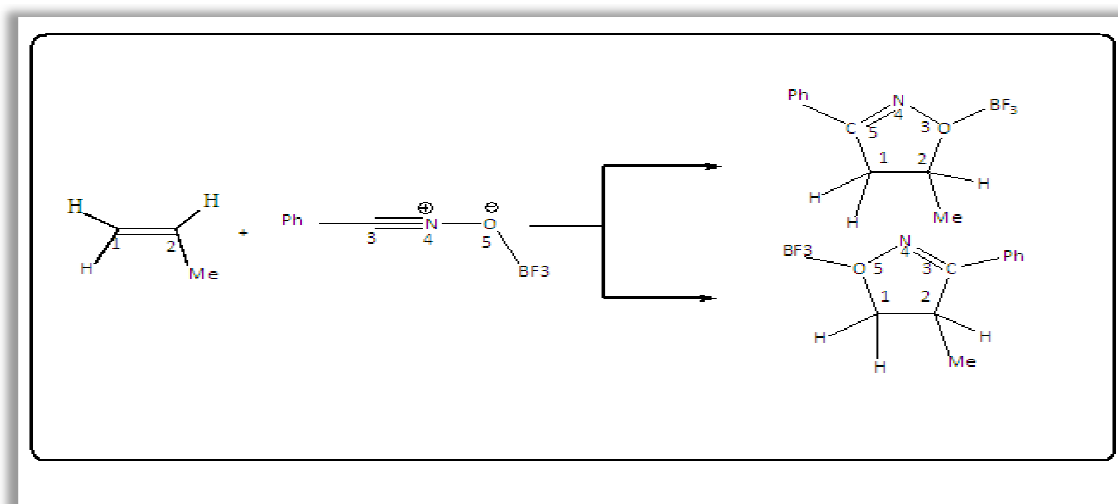 Ph N BF3
4
C 5 3 O
1 2
H H
H Me
H H
1 2
H Me
+
Ph 3 N 4 O 5
⊕ ⊖
BF3
BF3 N Ph
4
O 5 3 C
1 2
H H
H Me